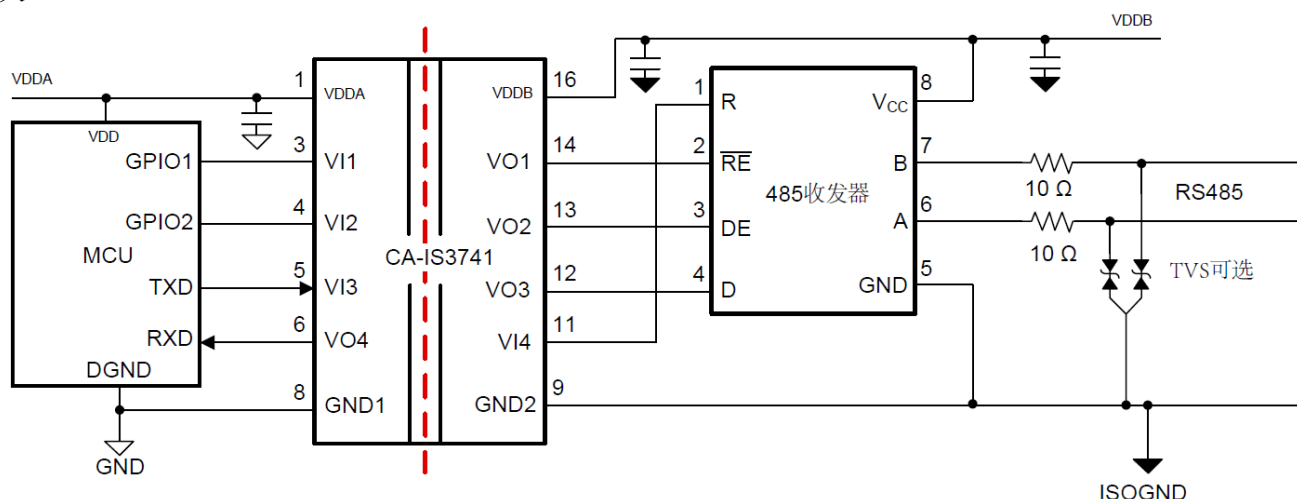 VDDB
VDDA
1
VDDA
16
VDDB
VDD
MCU
GPIO1
3
VI1
GPIO2
4
VI2
TXD
5
VI3
RXD
6
VO4
DGND
8
GND1
GND
CA-IS3741
14
VO1
13
VO2
12
VO3
11
VI4
9
GND2
1
R
2
RE
3
DE
4
D
485收发器
8
VCC
7
B
6
A
5
GND
10 Ω
10 Ω
RS485
TVS可选
ISOGND